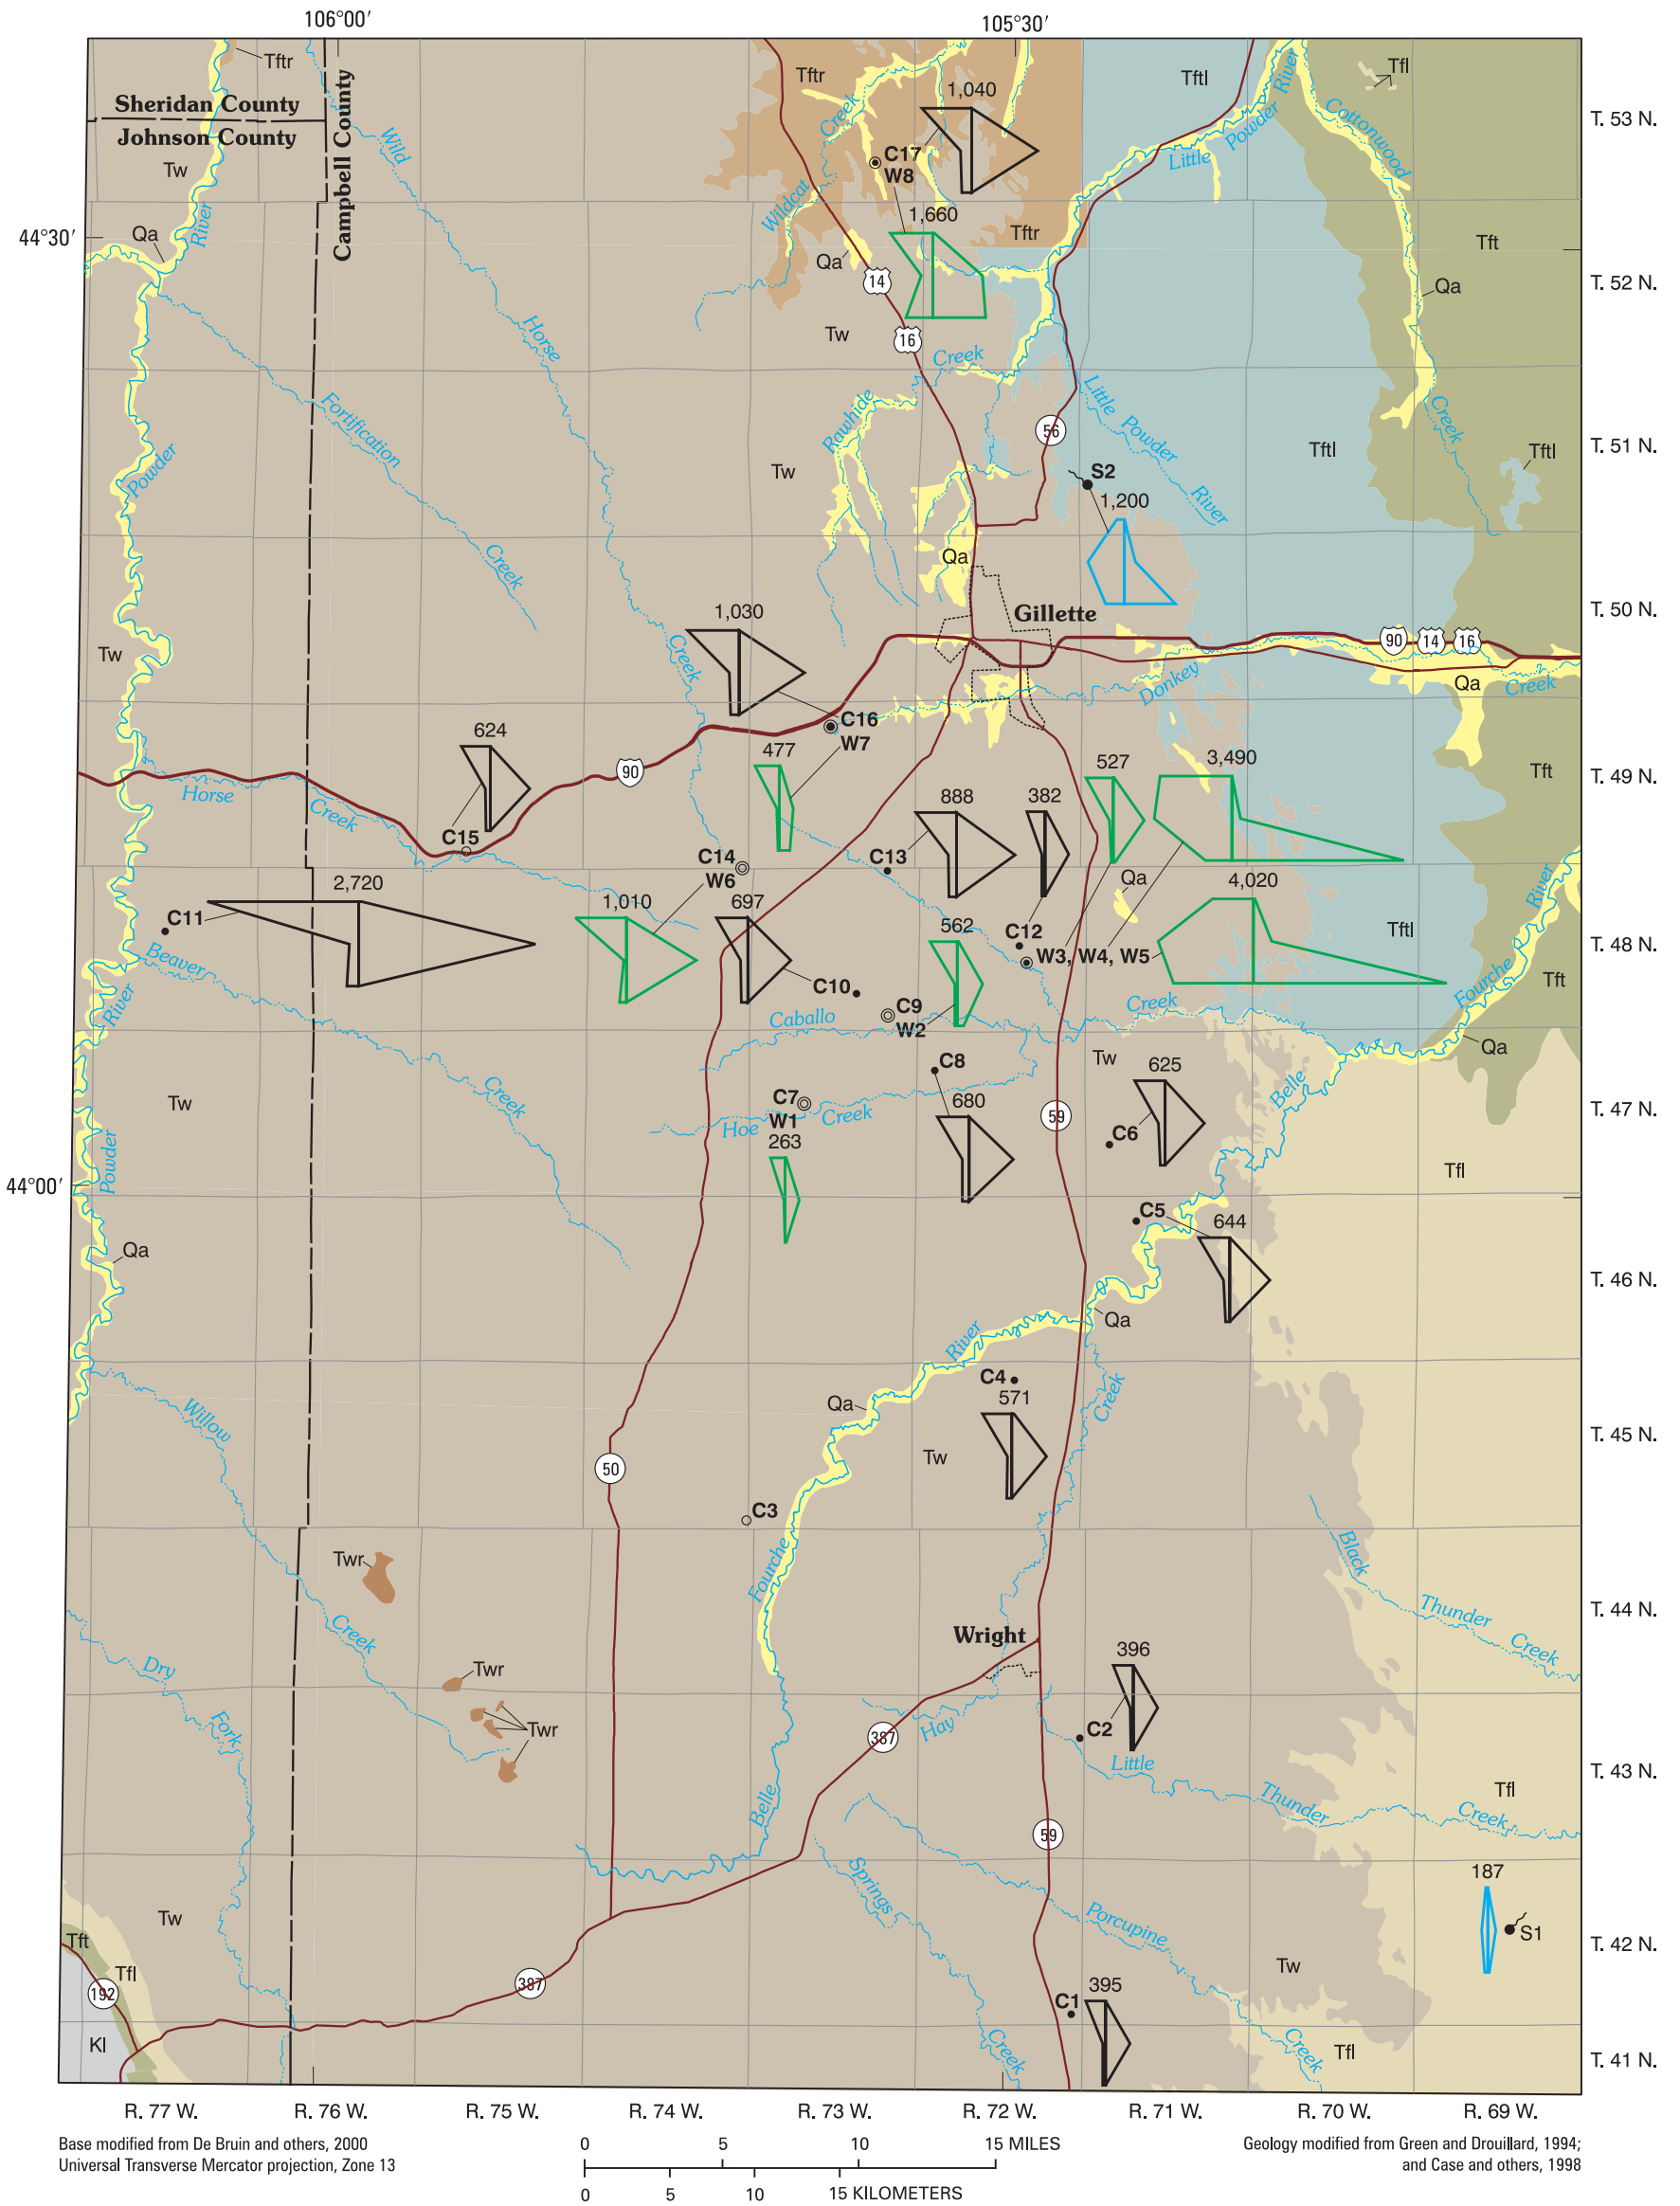 106°00′
105°30′
Tftr
Tftr
Tftl
Tfl
Sheridan County
Johnson County
Campbell County
Wild
Creek
1,040
River
Cottonwood
T. 53 N.
Tw
C17
W8
Little
Powder
Wildcat
44°30′
Qa
River
1,660
Tftr
Tft
Qa
14
Qa
T. 52 N.
Horse
Tw
16
Creek
Fortification
Rawhide
Little
Powder
River
Creek
56
T. 51 N.
Powder
Tw
S2
1,200
Tftl
Tftl
Creek
Qa
1,030
Gillette
T. 50 N.
Tw
Creek
90
14
16
Donkey
Qa
Creek
C16
W7
624
477
527
3,490
90
Tft
T. 49 N.
Horse
Creek
888
382
C15
C14
W6
C13
2,720
Qa
4,020
River
C11
1,010
697
562
C12
Tftl
T. 48 N.
W3, W4, W5
Beaver
C10
Fourche
Tft
River
C9
W2
Caballo
Creek
Tw
Qa
C8
625
Belle
Creek
C7
W1
680
Tw
Hoe
Creek
59
C6
T. 47 N.
263
Powder
Tfl
44°00′
C5
644
Qa
T. 46 N.
Qa
River
C4
571
Creek
Willow
Qa
T. 45 N.
Tw
50
C3
Fourche
Black
Twr
Thunder
Creek
T. 44 N.
Creek
Wright
396
Dry
Twr
Fork
Twr
Hay
387
C2
Little
T. 43 N.
Tfl
Belle
Thunder
Creek
59
187
Springs
Tw
Porcupine
S1
Tft
T. 42 N.
Tfl
Tw
387
192
395
C1
Kl
Creek
Creek
Tfl
T. 41 N.
R. 77 W.
R. 76 W.
R. 75 W.
R. 74 W.
R. 73 W.
R. 72 W.
R. 71 W.
R. 70 W.
R. 69 W.
Base modified from De Bruin and others, 2000
Universal Transverse Mercator projection, Zone 13
0 5 10 15 MILES
0 5 10 15 KILOMETERS
Geology modified from Green and Drouillard, 1994;
and Case and others, 1998